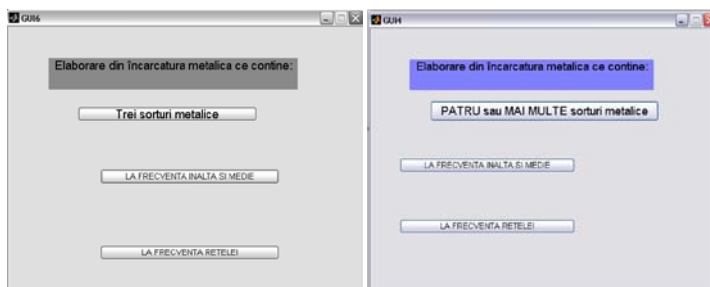 GUI6
Elaborare din încarcatura metalica ce contine:
Trei sorturi metalice
LA FRECVENTA INALTA SI MEDIE
LA FRECVENTA RETELEI
GUI4
Elaborare din încarcatura metalica ce contine:
PATRU sau MAI MULTE sorturi metalice
LA FRECVENTA INALTA SI MEDIE
LA FRECVENTA RETELEI